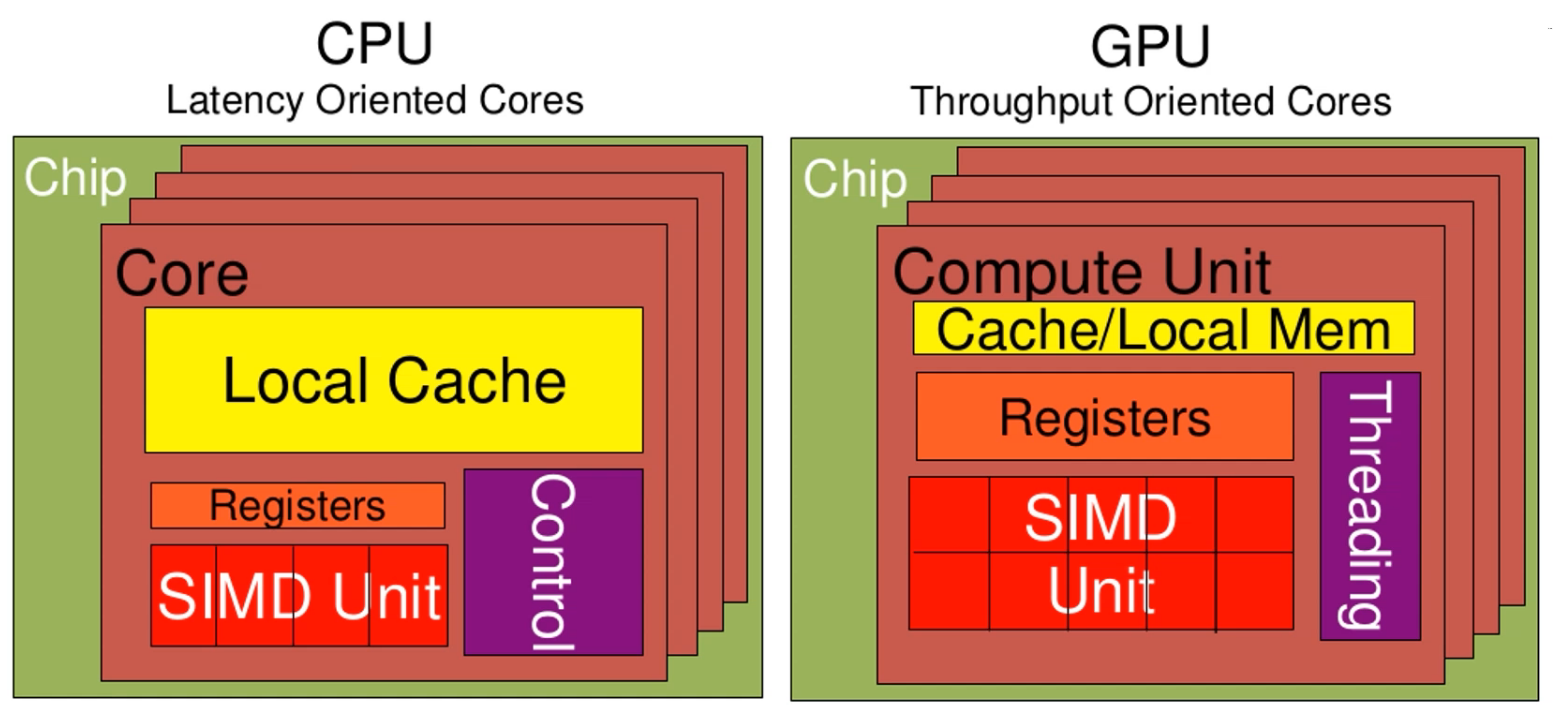 CPU
Latency Oriented Cores
Chip
Core
Local Cache
Registers
SIMD Unit
Control
GPU
Throughput Oriented Cores
Chip
Compute Unit
Cache/Local Mem
Registers
SIMD
Unit
Threading